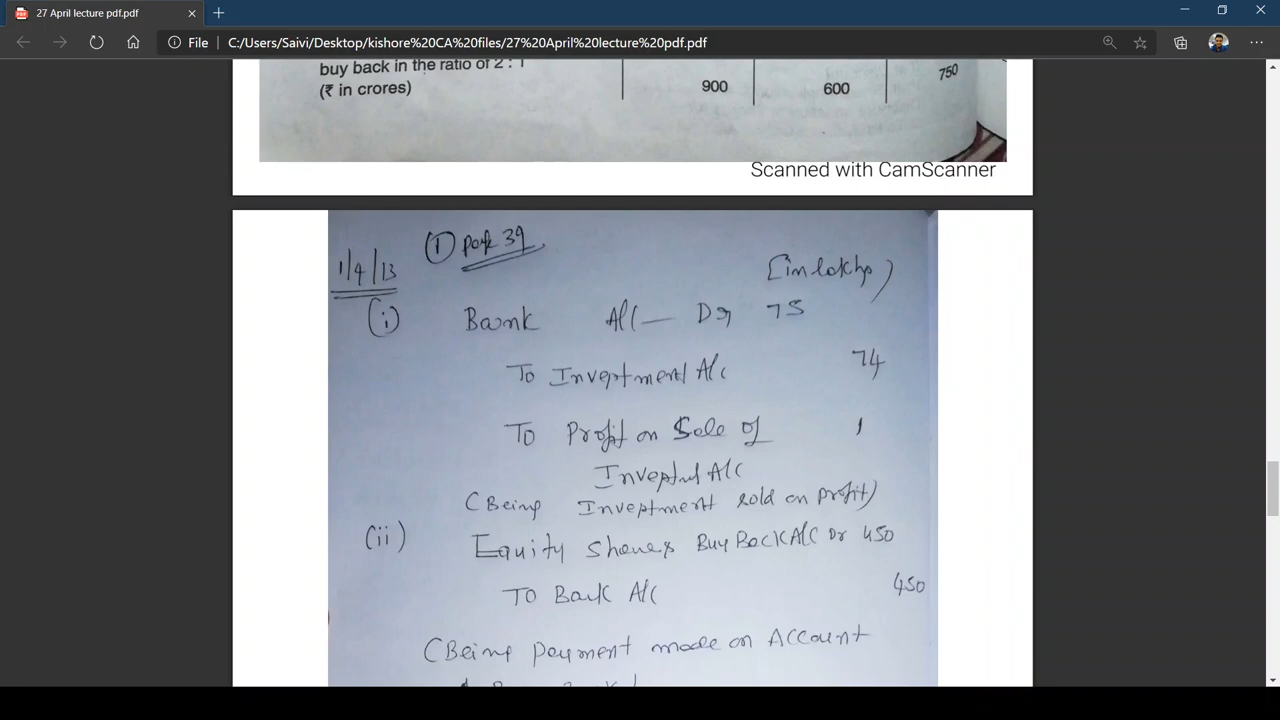 27 April lecture pdf.pdf
File C:/Users/Saivi/Desktop/kishore%20CA%20files/27%20April%20lecture%20pdf.pdf
buy back in the ratio of 2 : 1
(₹ in crores) 900 600 750
Scanned with CamScanner
1/4/13 ① 39
[in lakhs)
(i) Bank A/c — Dr 75
To Investment A/c 74
To Profit on Sale of 1
A/c
(Being Investment sold on profit)
(ii) Equity Shares Buy Back A/c Dr 450
To Bank A/c 450
(Being payment made on Account